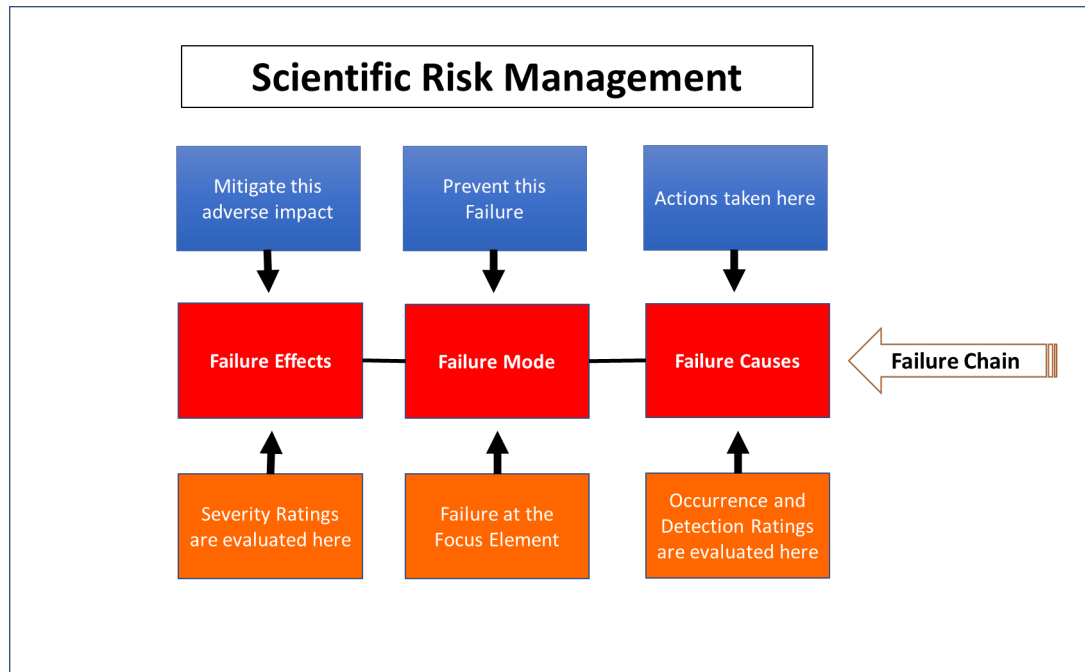 Scientific Risk Management
Mitigate this
adverse impact
Prevent this
Failure
Actions taken here
Failure Effects
Failure Mode
Failure Causes
Failure Chain
Severity Ratings
are evaluated here
Failure at the
Focus Element
Occurrence and
Detection Ratings
are evaluated here